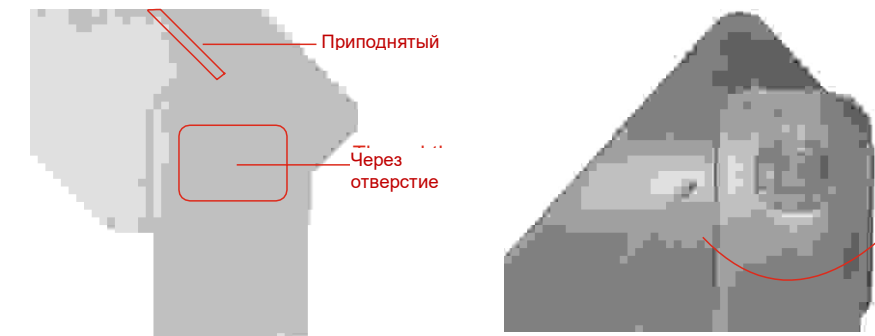 Приподнятый
Через
отверстие